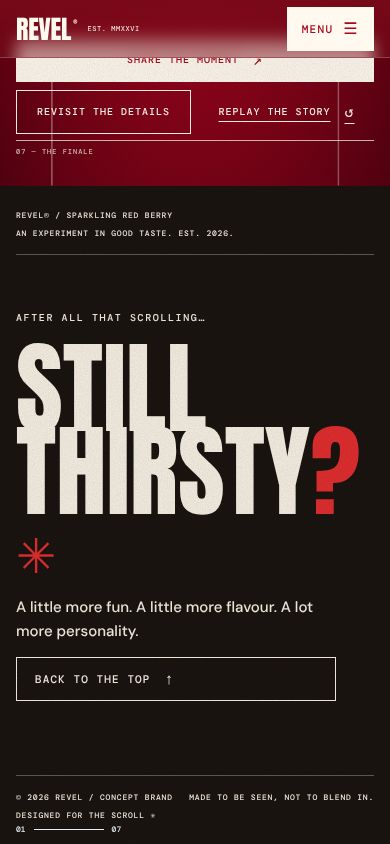 REVEL® EST. MMXXVI
MENU ☰
SHARE THE MOMENT ↗
REVISIT THE DETAILS
REPLAY THE STORY ↺
07 — THE FINALE
REVEL® / SPARKLING RED BERRY
AN EXPERIMENT IN GOOD TASTE. EST. 2026.
AFTER ALL THAT SCROLLING…
STILL
THIRSTY?
✳
A little more fun. A little more flavour. A lot
more personality.
BACK TO THE TOP ↑
© 2026 REVEL / CONCEPT BRAND
MADE TO BE SEEN, NOT TO BLEND IN.
DESIGNED FOR THE SCROLL ✳
01 — 07